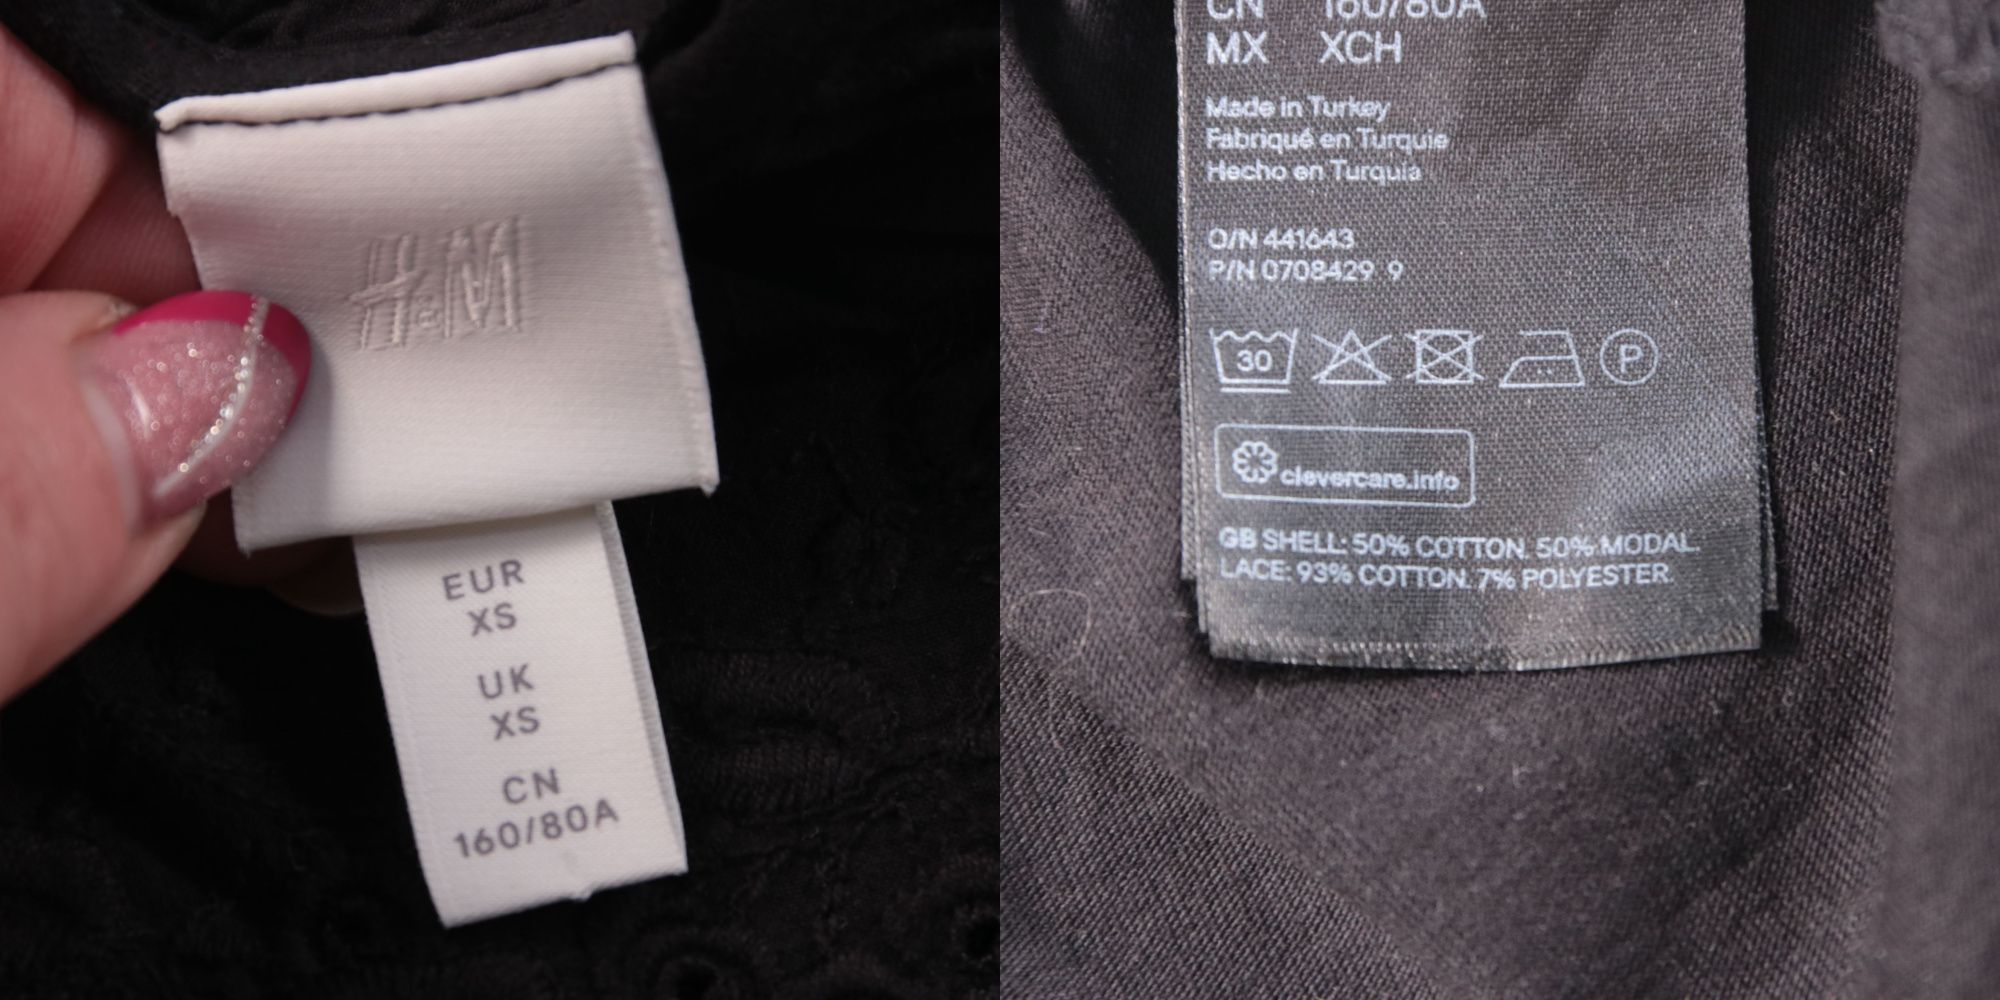 H&M
EUR
XS
UK
XS
CN
160/80A
CN 160/80A
MX XCH
Made in Turkey
Fabriqué en Turquie
Hecho en Turquía
O/N 441643
P/N 0708429 9
30
P
clevercare.info
GB SHELL: 50% COTTON. 50% MODAL.
LACE: 93% COTTON. 7% POLYESTER.